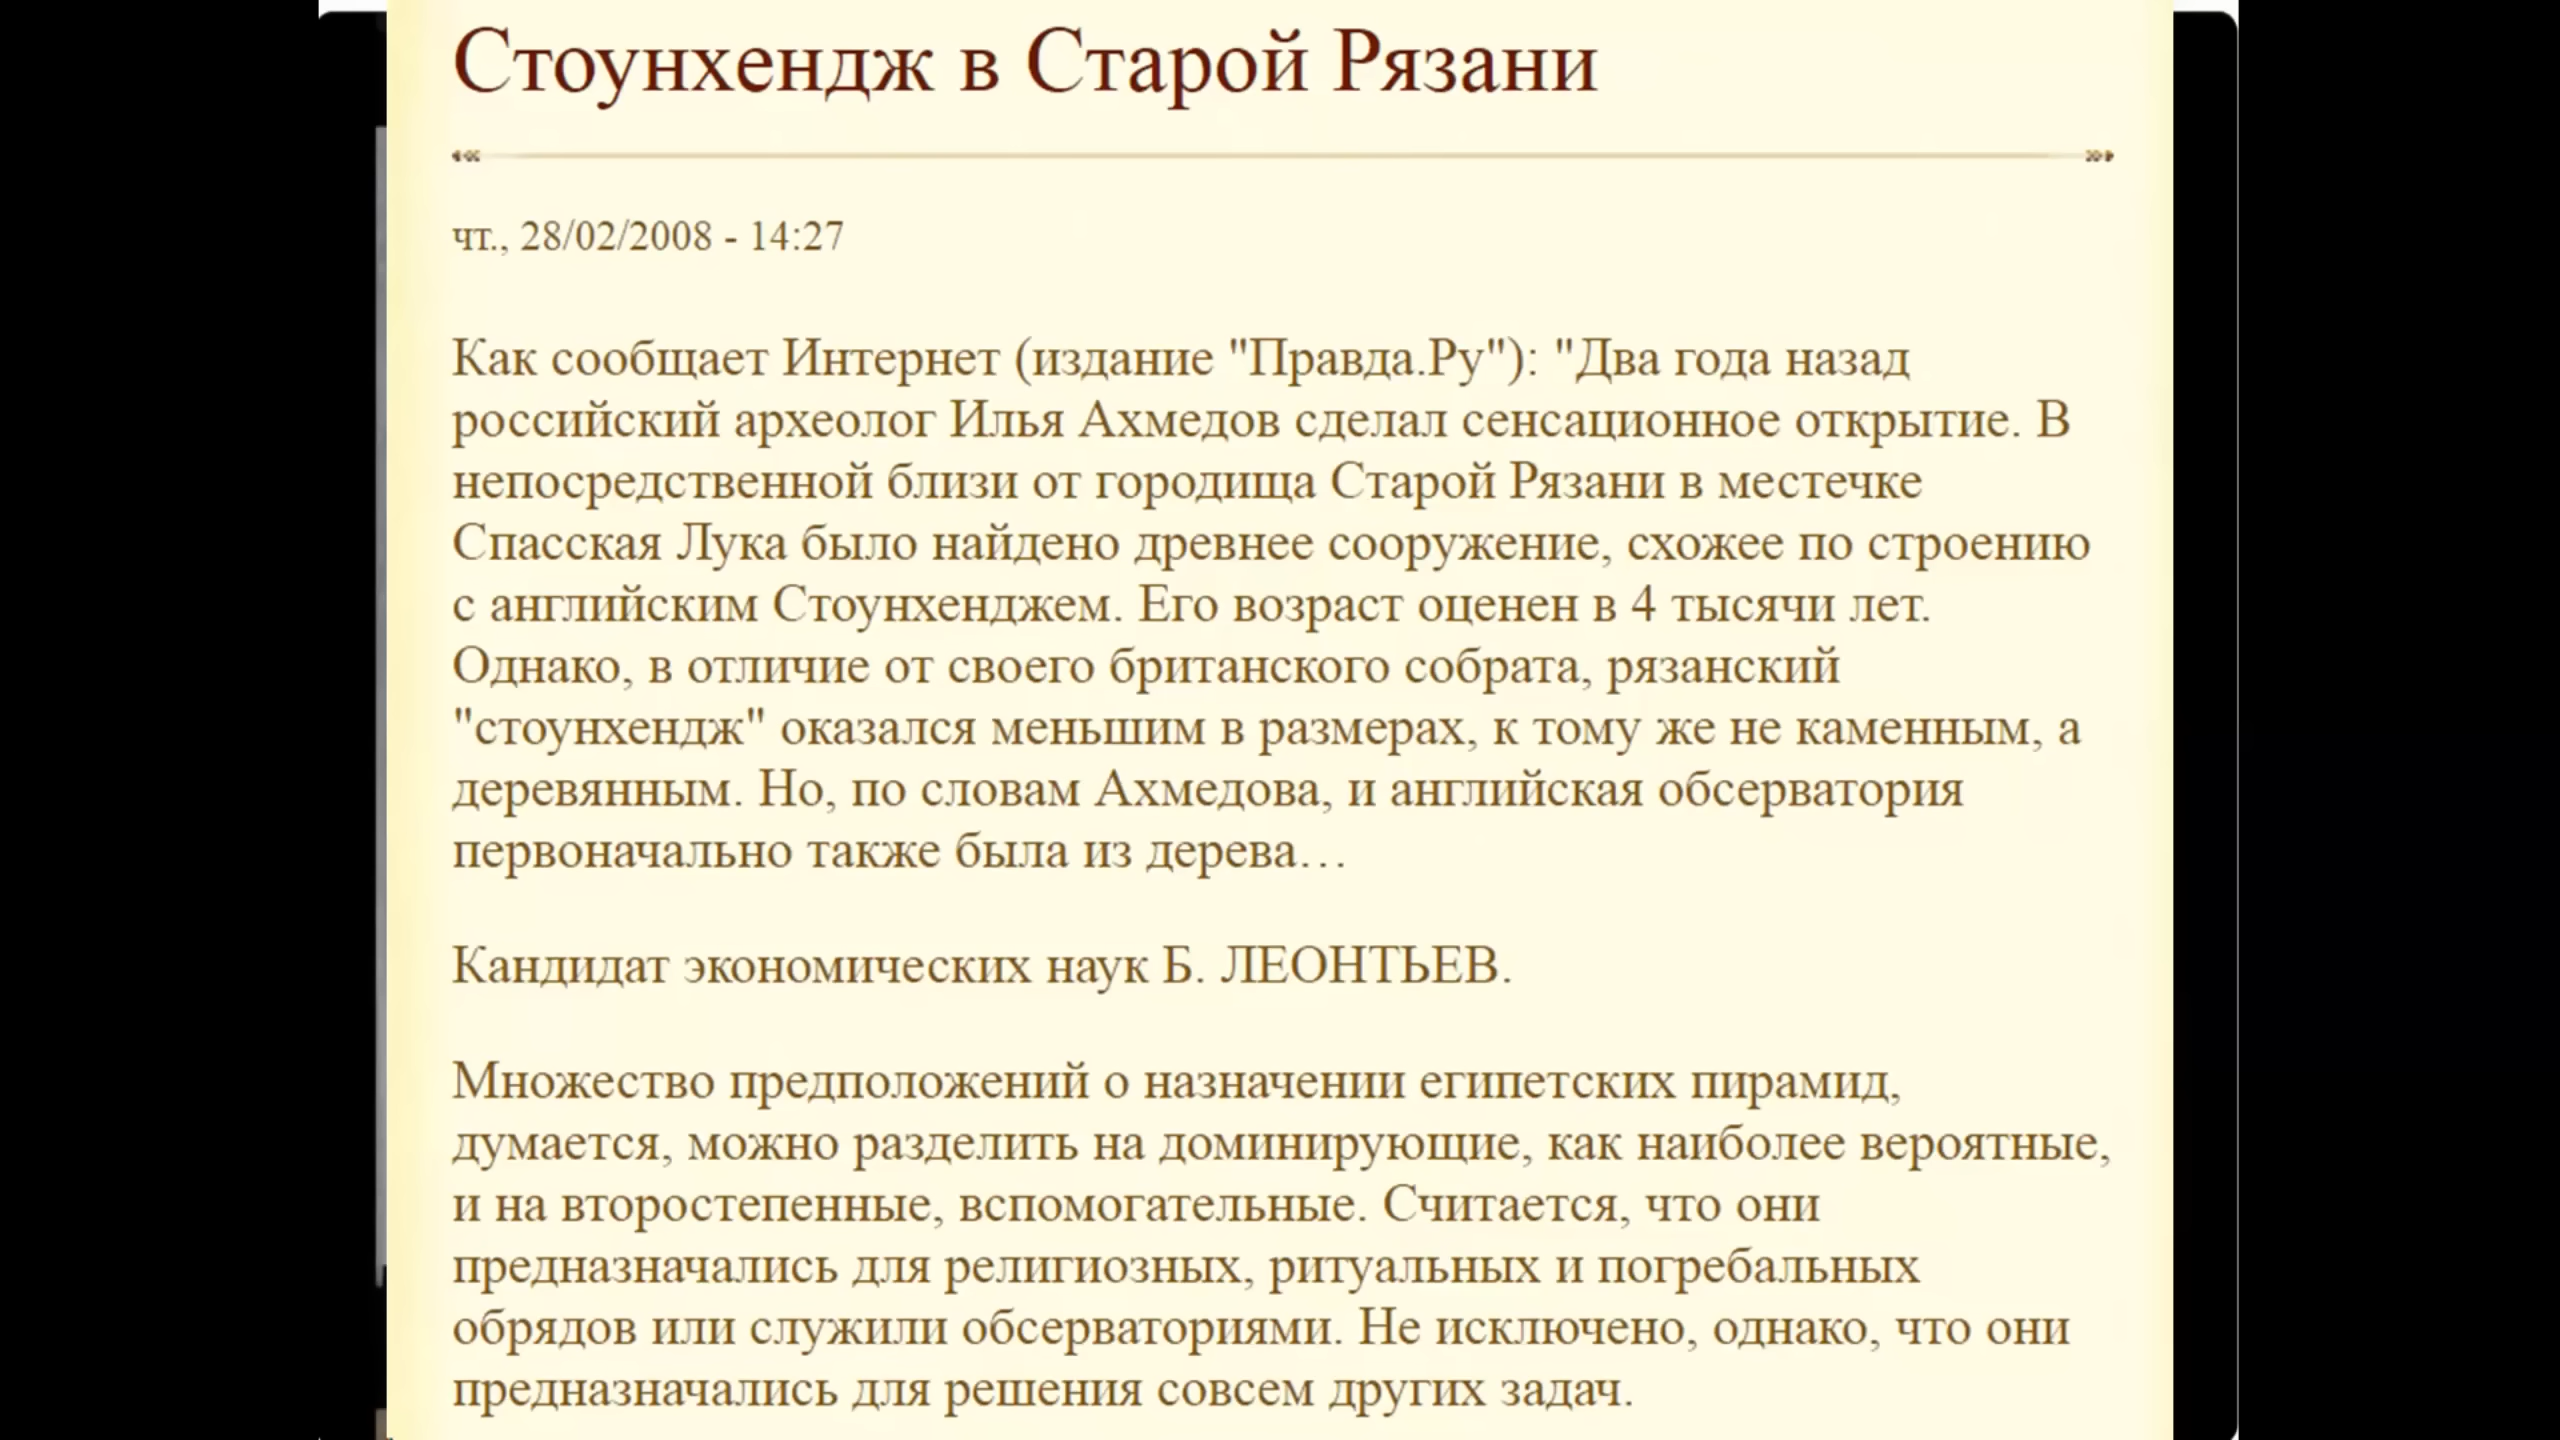 Стоунхендж в Старой Рязани
чт., 28/02/2008 - 14:27
Как сообщает Интернет (издание "Правда.Ру"): "Два года назад
российский археолог Илья Ахмедов сделал сенсационное открытие. В
непосредственной близи от городища Старой Рязани в местечке
Спасская Лука было найдено древнее сооружение, схожее по строению
с английским Стоунхенджем. Его возраст оценен в 4 тысячи лет.
Однако, в отличие от своего британского собрата, рязанский
"стоунхендж" оказался меньшим в размерах, к тому же не каменным, а
деревянным. Но, по словам Ахмедова, и английская обсерватория
первоначально также была из дерева…
Кандидат экономических наук Б. ЛЕОНТЬЕВ.
Множество предположений о назначении египетских пирамид,
думается, можно разделить на доминирующие, как наиболее вероятные,
и на второстепенные, вспомогательные. Считается, что они
предназначались для религиозных, ритуальных и погребальных
обрядов или служили обсерваториями. Не исключено, однако, что они
предназначались для решения совсем других задач.